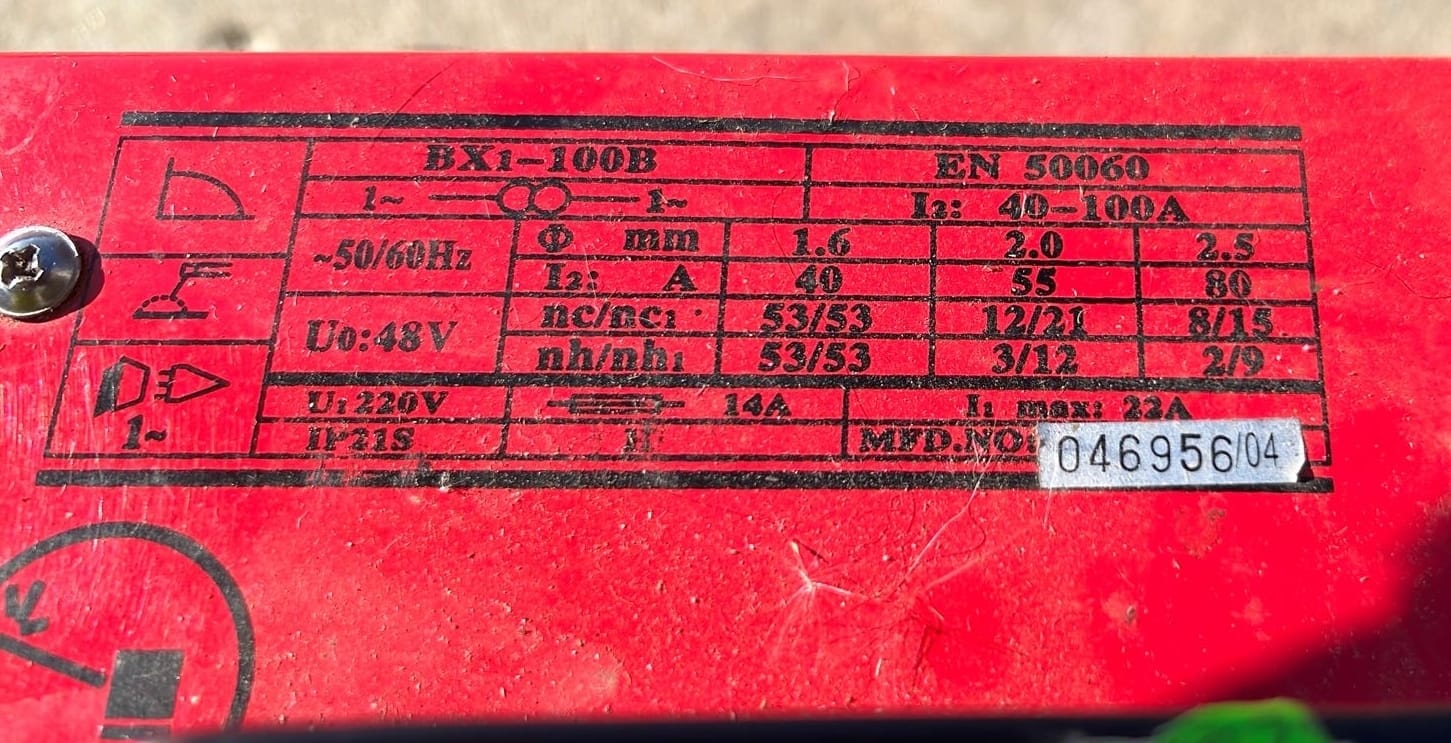 BX1-100B EN 50060
1~ 1~ I2: 40-100A
~50/60Hz Φ mm 1.6 2.0 2.5
I2: A 40 55 80
U0:48V nc/nc1 53/53 12/21 8/15
nh/nh1 53/53 3/12 2/9
U1 220V 14A I1 max: 22A
1~ IP21S H MFD.NO: 046956/04